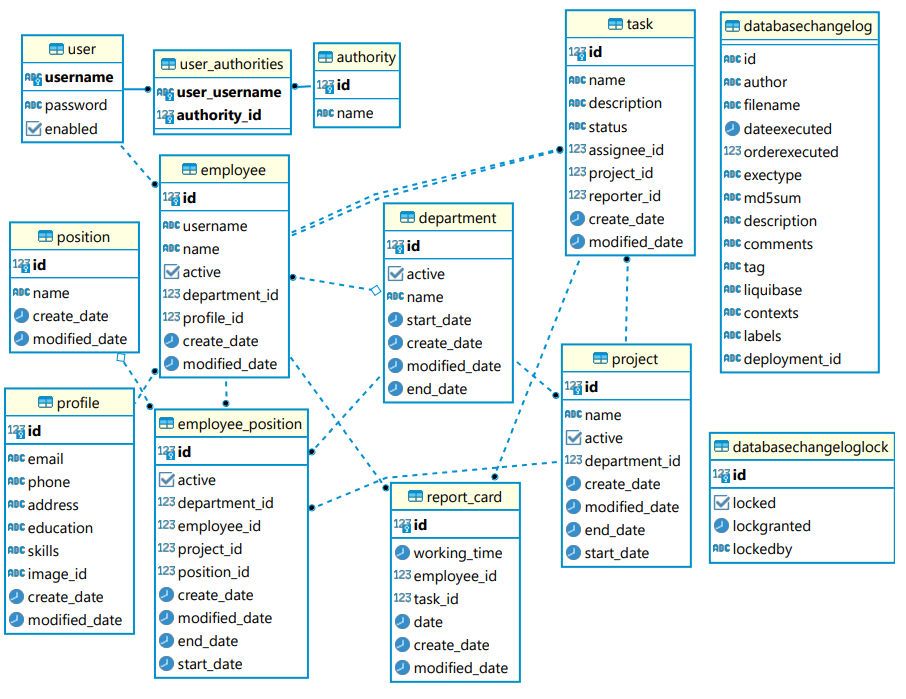 user
username
password
enabled
user_authorities
user_username
authority_id
authority
id
name
task
id
name
description
status
assignee_id
project_id
reporter_id
create_date
modified_date
databasechangelog
id
author
filename
dateexecuted
orderexecuted
exectype
md5sum
description
comments
tag
liquibase
contexts
labels
deployment_id
employee
id
username
name
active
department_id
profile_id
create_date
modified_date
department
id
active
name
start_date
create_date
modified_date
end_date
position
id
name
create_date
modified_date
project
id
name
active
department_id
create_date
modified_date
end_date
start_date
profile
id
email
phone
address
education
skills
image_id
create_date
modified_date
employee_position
id
active
department_id
employee_id
project_id
position_id
create_date
modified_date
end_date
start_date
report_card
id
working_time
employee_id
task_id
date
create_date
modified_date
databasechangeloglock
id
locked
lockgranted
lockedby